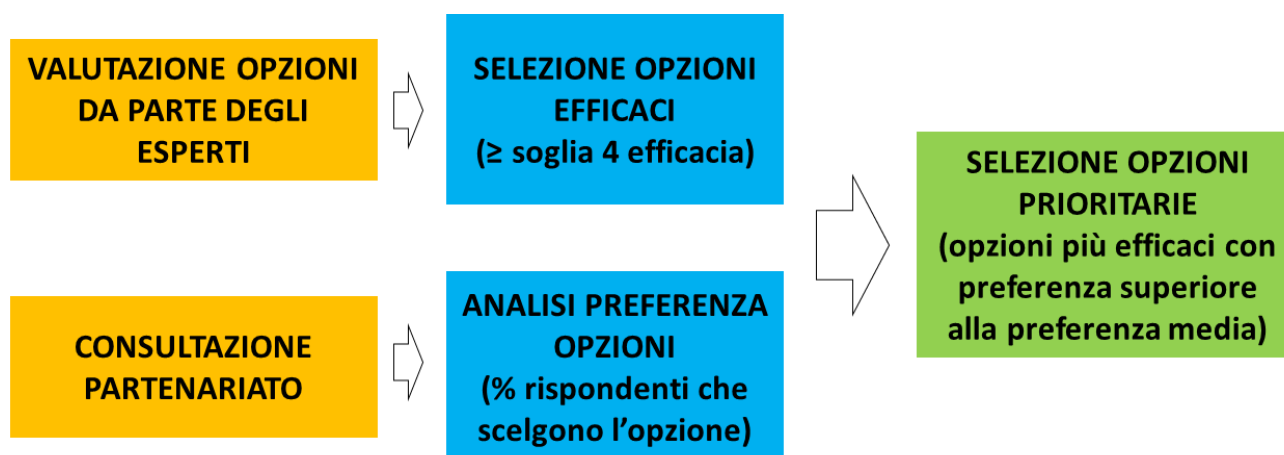 VALUTAZIONE OPZIONI
DA PARTE DEGLI
ESPERTI
SELEZIONE OPZIONI
EFFICACI
(≥ soglia 4 efficacia)
CONSULTAZIONE
PARTENARIATO
ANALISI PREFERENZA
OPZIONI
(% rispondenti che
scelgono l’opzione)
SELEZIONE OPZIONI
PRIORITARIE
(opzioni più efficaci con
preferenza superiore
alla preferenza media)